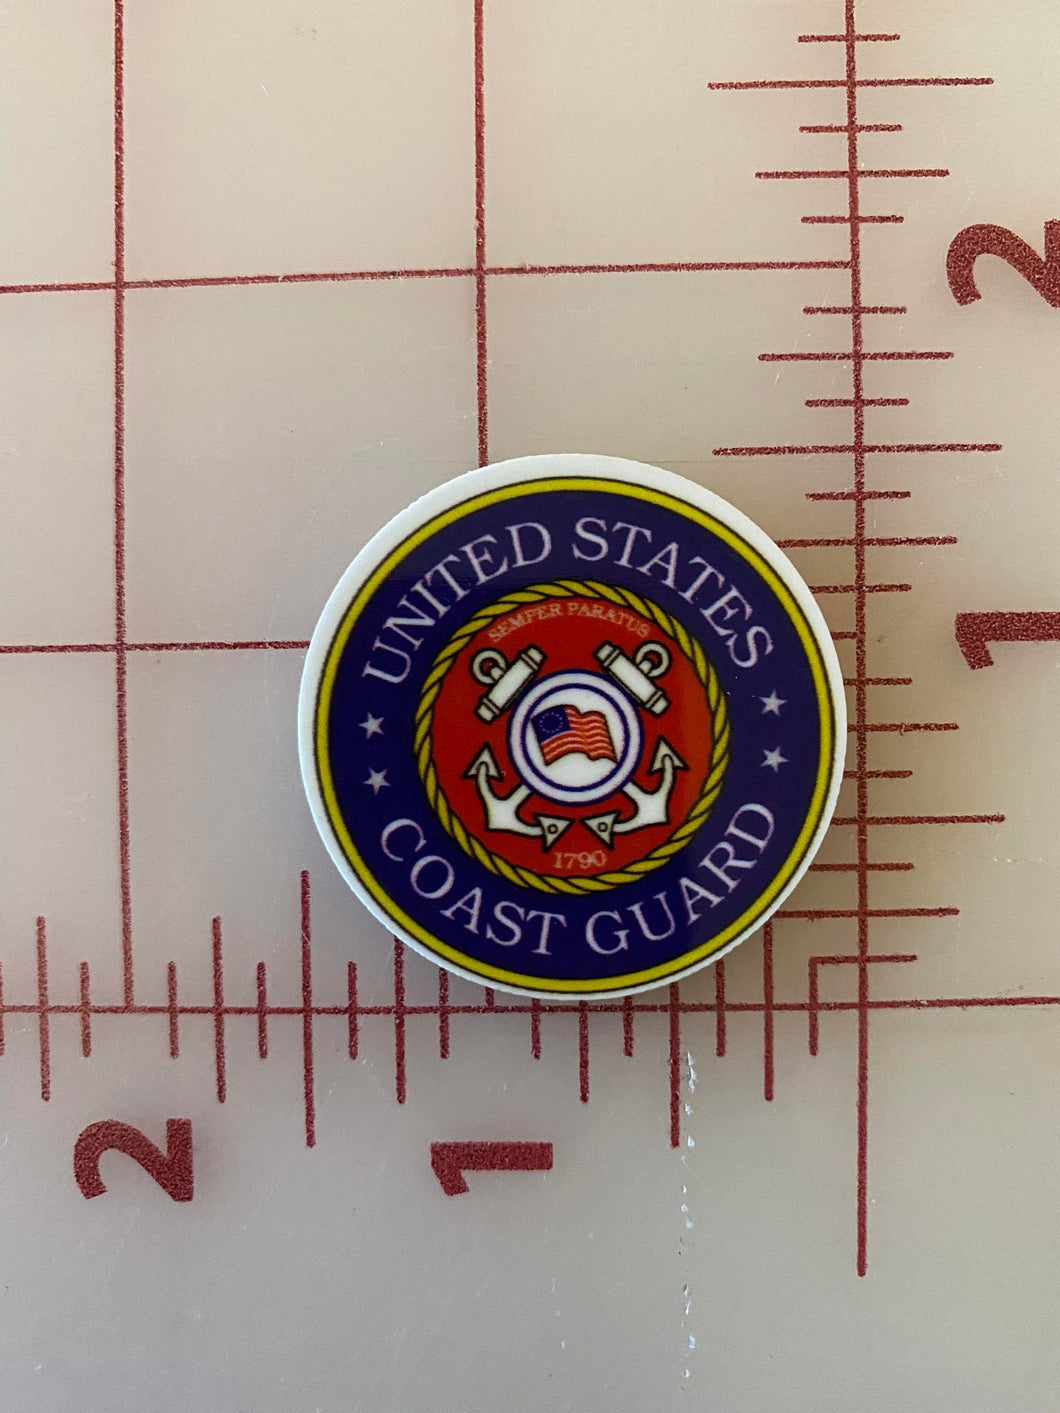 2
1
UNITED STATES
SEMPER PARATUS
1790
COAST GUARD
2
1